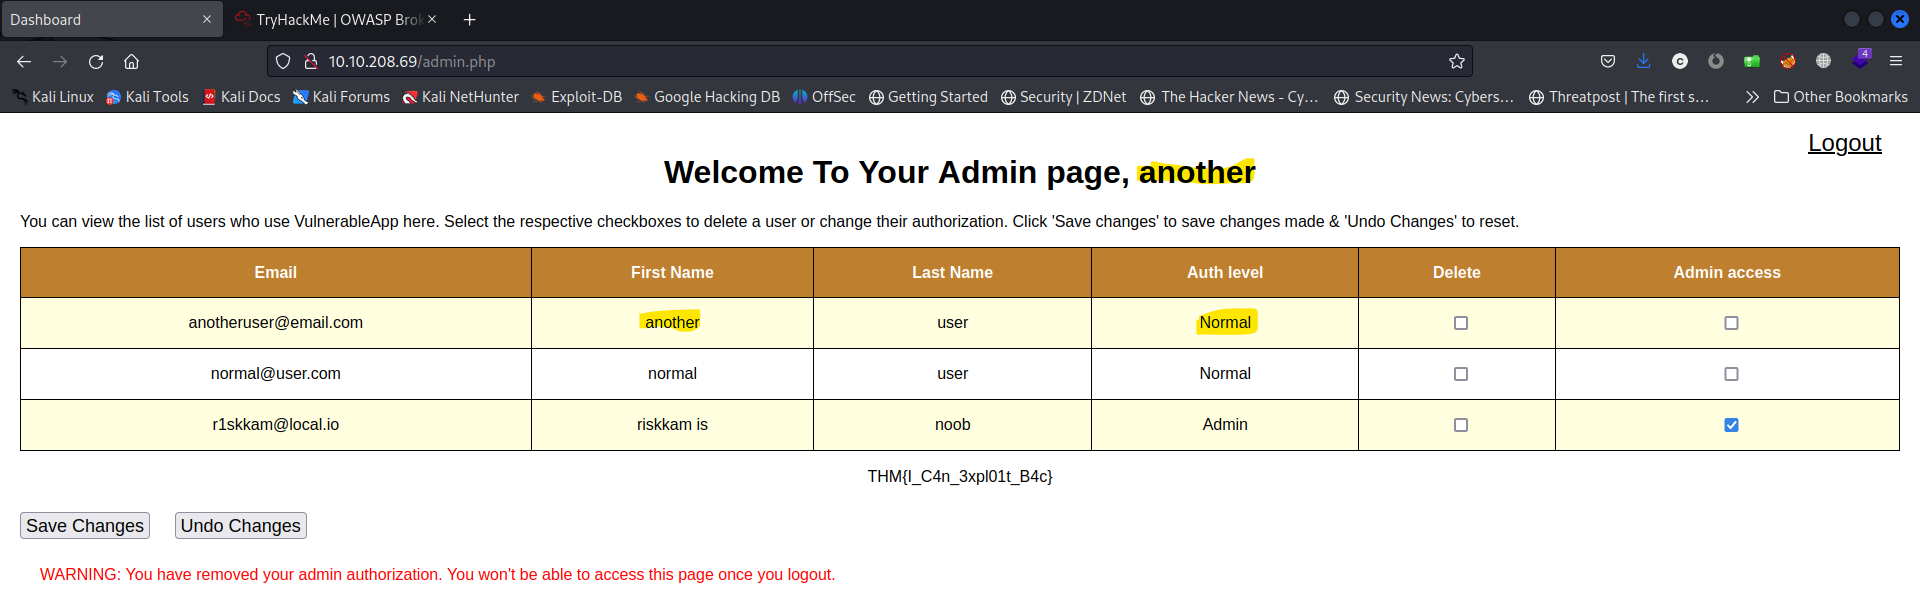 Dashboard
TryHackMe | OWASP Brok
10.10.208.69/admin.php
4
Kali Linux Kali Tools Kali Docs Kali Forums Kali NetHunter Exploit-DB Google Hacking DB OffSec Getting Started Security | ZDNet The Hacker News - Cy... Security News: Cybers... Threatpost | The first s... Other Bookmarks
Logout
Welcome To Your Admin page, another
You can view the list of users who use VulnerableApp here. Select the respective checkboxes to delete a user or change their authorization. Click 'Save changes' to save changes made & 'Undo Changes' to reset.
Email First Name Last Name Auth level Delete Admin access
anotheruser@email.com another user Normal
normal@user.com normal user Normal
r1skkam@local.io riskkam is noob Admin
THM{I_C4n_3xpl01t_B4c}
Save Changes Undo Changes
WARNING: You have removed your admin authorization. You won't be able to access this page once you logout.